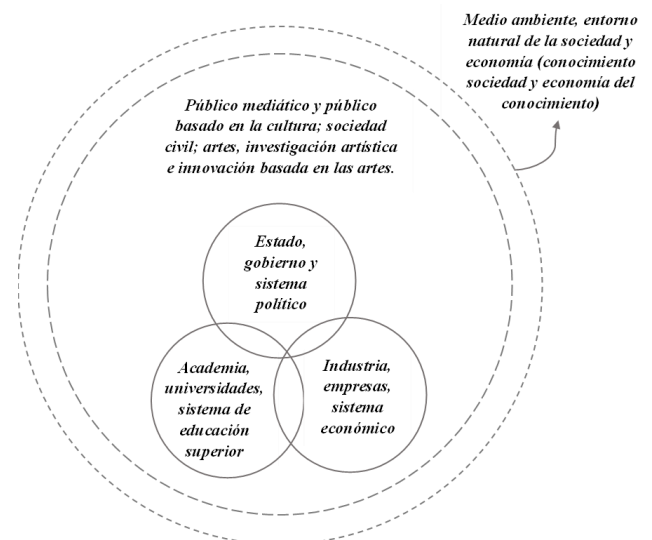 Medio ambiente, entorno
natural de la sociedad y
economía (conocimiento
sociedad y economía del
conocimiento)
Público mediático y público
basado en la cultura; sociedad
civil; artes, investigación artística
e innovación basada en las artes.
Estado,
gobierno y
sistema
político
Academia,
universidades,
sistema de
educación
superior
Industria,
empresas,
sistema
económico